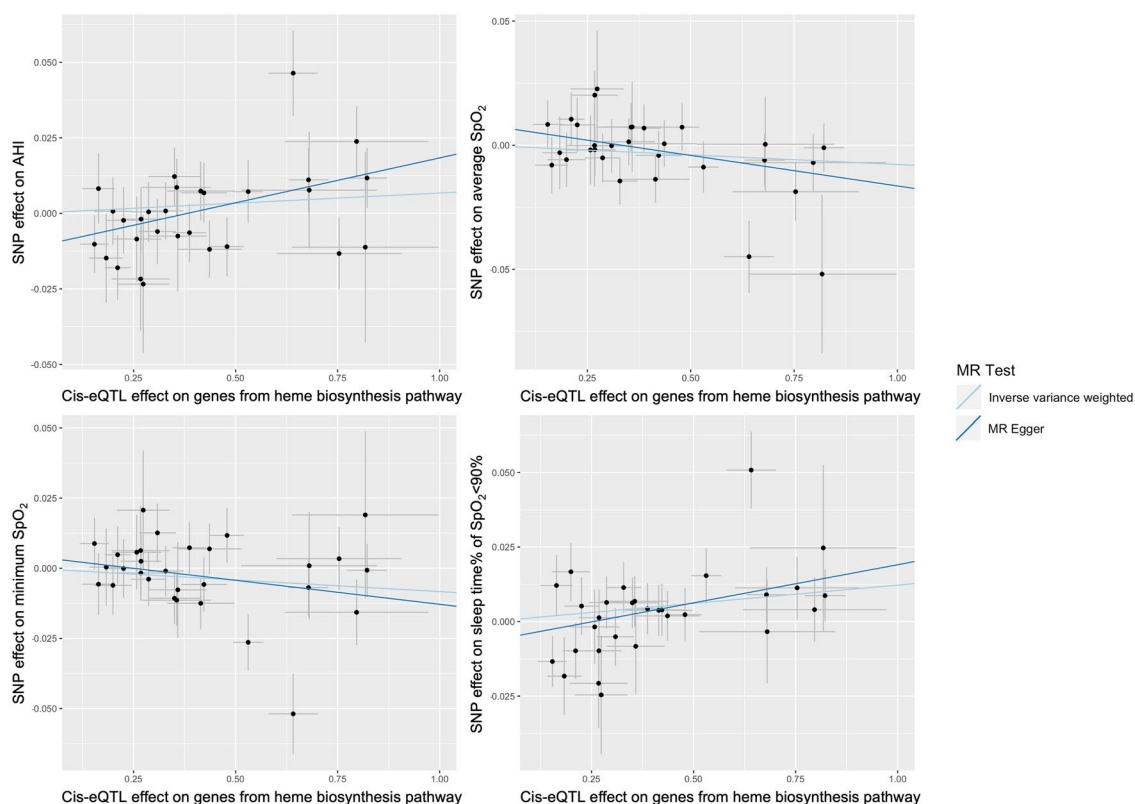 SNP effect on AHI
0.050
0.025
0.000
-0.025
-0.050
0.25 0.50 0.75 1.00
Cis-eQTL effect on genes from heme biosynthesis pathway
SNP effect on average SpO₂
0.05
0.00
-0.05
0.25 0.50 0.75 1.00
Cis-eQTL effect on genes from heme biosynthesis pathway
SNP effect on minimum SpO₂
0.050
0.025
0.000
-0.025
-0.050
0.25 0.50 0.75 1.00
Cis-eQTL effect on genes from heme biosynthesis pathway
SNP effect on sleep time% of SpO₂<90%
0.050
0.025
0.000
-0.025
0.25 0.50 0.75 1.00
Cis-eQTL effect on genes from heme biosynthesis pathway
MR Test
Inverse variance weighted
MR Egger